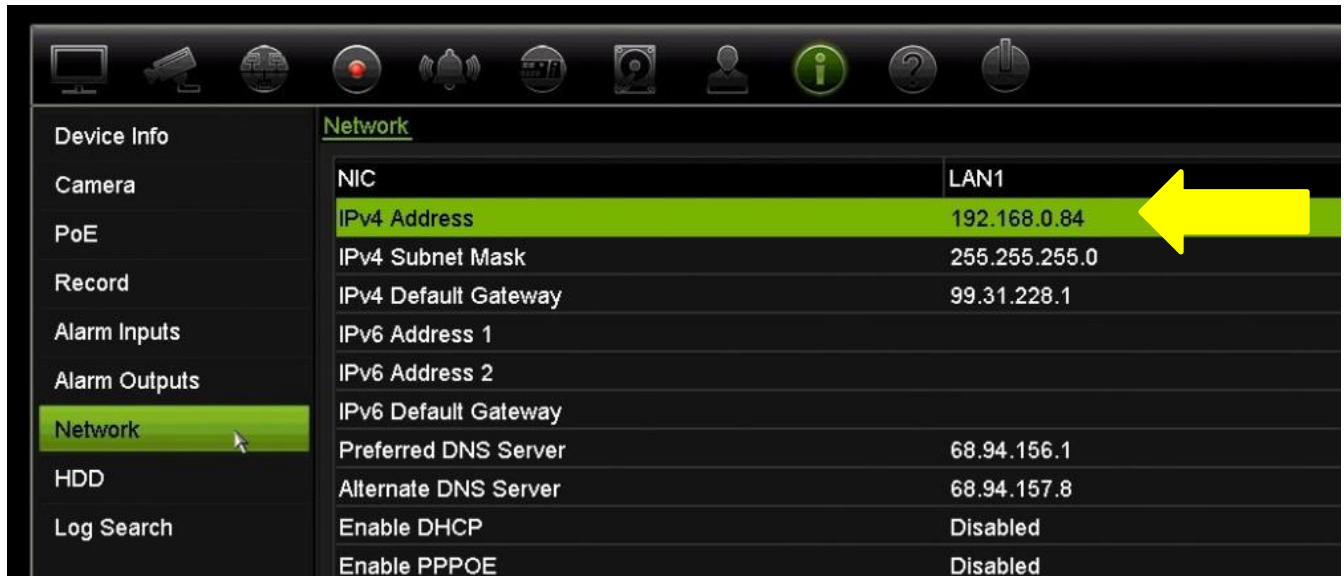 Device Info
Camera
PoE
Record
Alarm Inputs
Alarm Outputs
Network
HDD
Log Search
Network
NIC LAN1
IPv4 Address 192.168.0.84
IPv4 Subnet Mask 255.255.255.0
IPv4 Default Gateway 99.31.228.1
IPv6 Address 1
IPv6 Address 2
IPv6 Default Gateway
Preferred DNS Server 68.94.156.1
Alternate DNS Server 68.94.157.8
Enable DHCP Disabled
Enable PPPOE Disabled